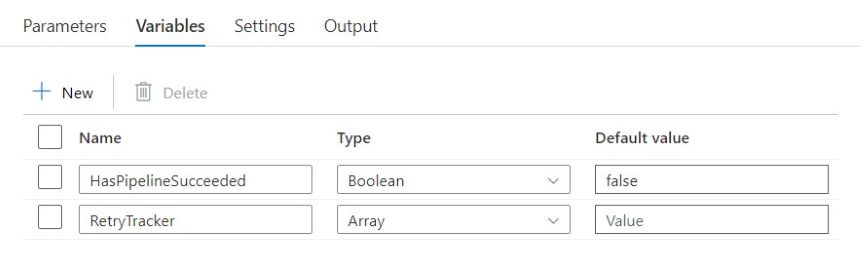 Parameters Variables Settings Output
New Delete
Name Type Default value
HasPipelineSucceeded Boolean false
RetryTracker Array Value